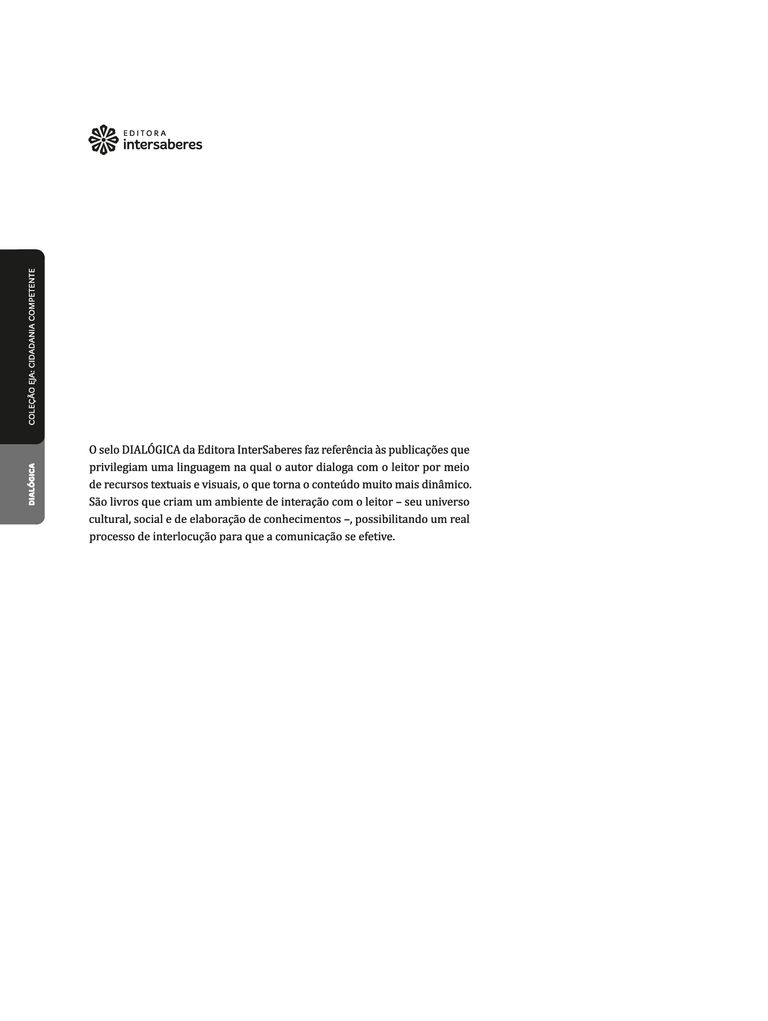 EDITORA
intersaberes
COLEÇÃO EJA: CIDADANIA COMPETENTE
DIALÓGICA
O selo DIALÓGICA da Editora InterSaberes faz referência às publicações que
privilegiam uma linguagem na qual o autor dialoga com o leitor por meio
de recursos textuais e visuais, o que torna o conteúdo muito mais dinâmico.
São livros que criam um ambiente de interação com o leitor – seu universo
cultural, social e de elaboração de conhecimentos –, possibilitando um real
processo de interlocução para que a comunicação se efetive.